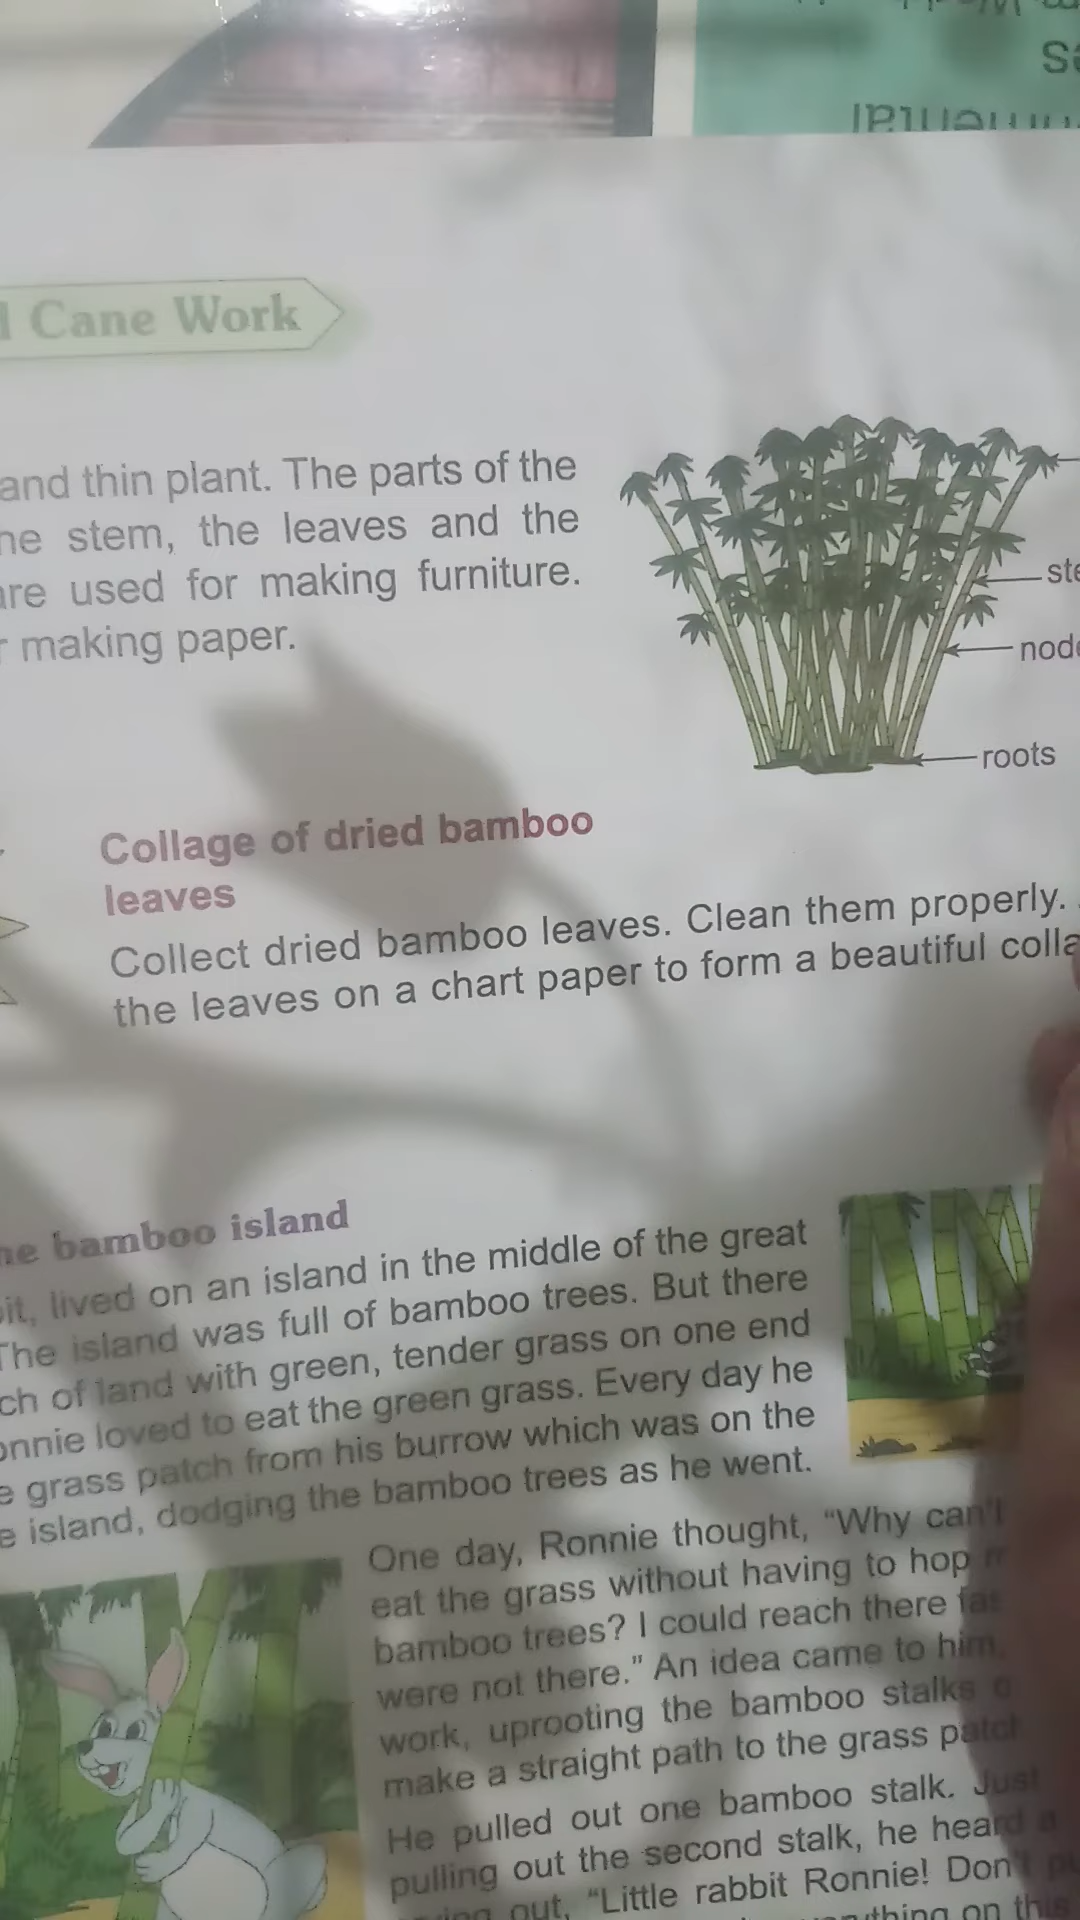 Cane Work
and thin plant. The parts of the
stem, the leaves and the
are used for making furniture.
making paper.
roots
Collage of dried bamboo
leaves
Collect dried bamboo leaves. Clean them properly.
the leaves on a chart paper to form a beautiful
bamboo island
lived on an island in the middle of the great
The island was full of bamboo trees. But there
of land with green, tender grass on one end
loved to eat the green grass. Every day he
grass patch from his burrow which was on the
island, dodging the bamboo trees as he went.
One day, Ronnie thought, “Why can't
eat the grass without having to hop
bamboo trees? I could reach there
were not there.” An idea came to him.
work, uprooting the bamboo stalks
make a straight path to the grass patch
He pulled out one bamboo stalk. Just
pulling out the second stalk, he heard a
out, “Little rabbit Ronnie! Don't
on this